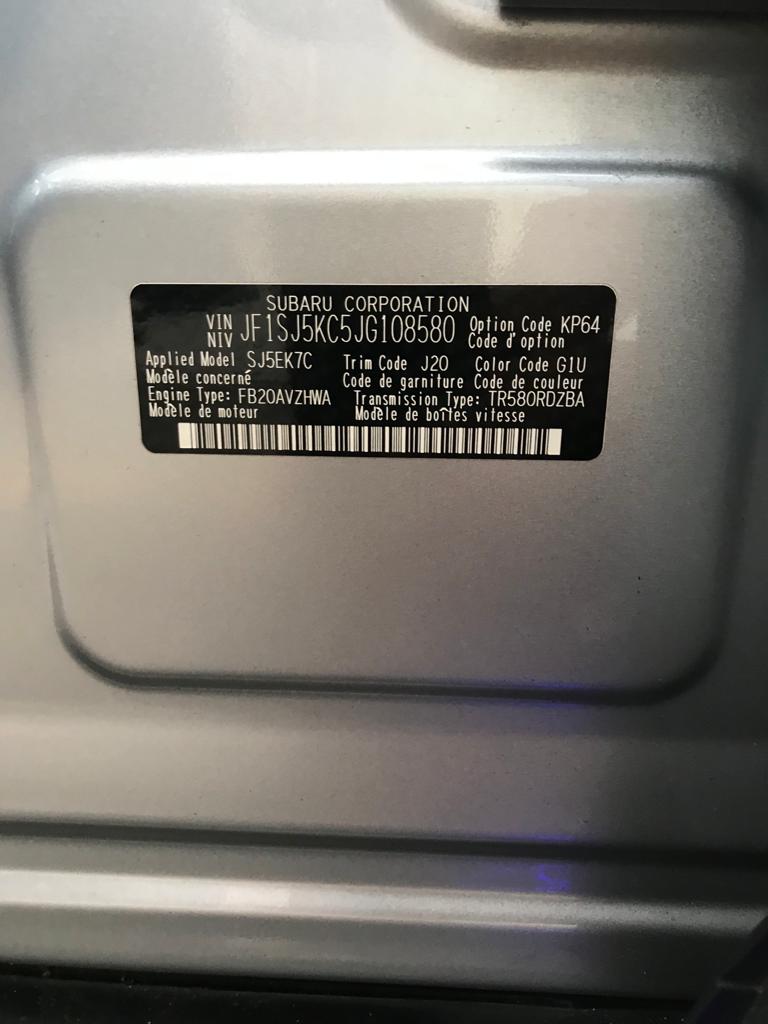 SUBARU CORPORATION
VIN NIV JF1SJ5KC5JG108580 Option Code KP64
Code d'option
Applied Model SJ5EK7C Trim Code J20 Color Code G1U
Modèle concerné Code de garniture Code de couleur
Engine Type: FB20AVZHWA Transmission Type: TR580RDZBA
Modèle de moteur Modèle de boîtes vitesse